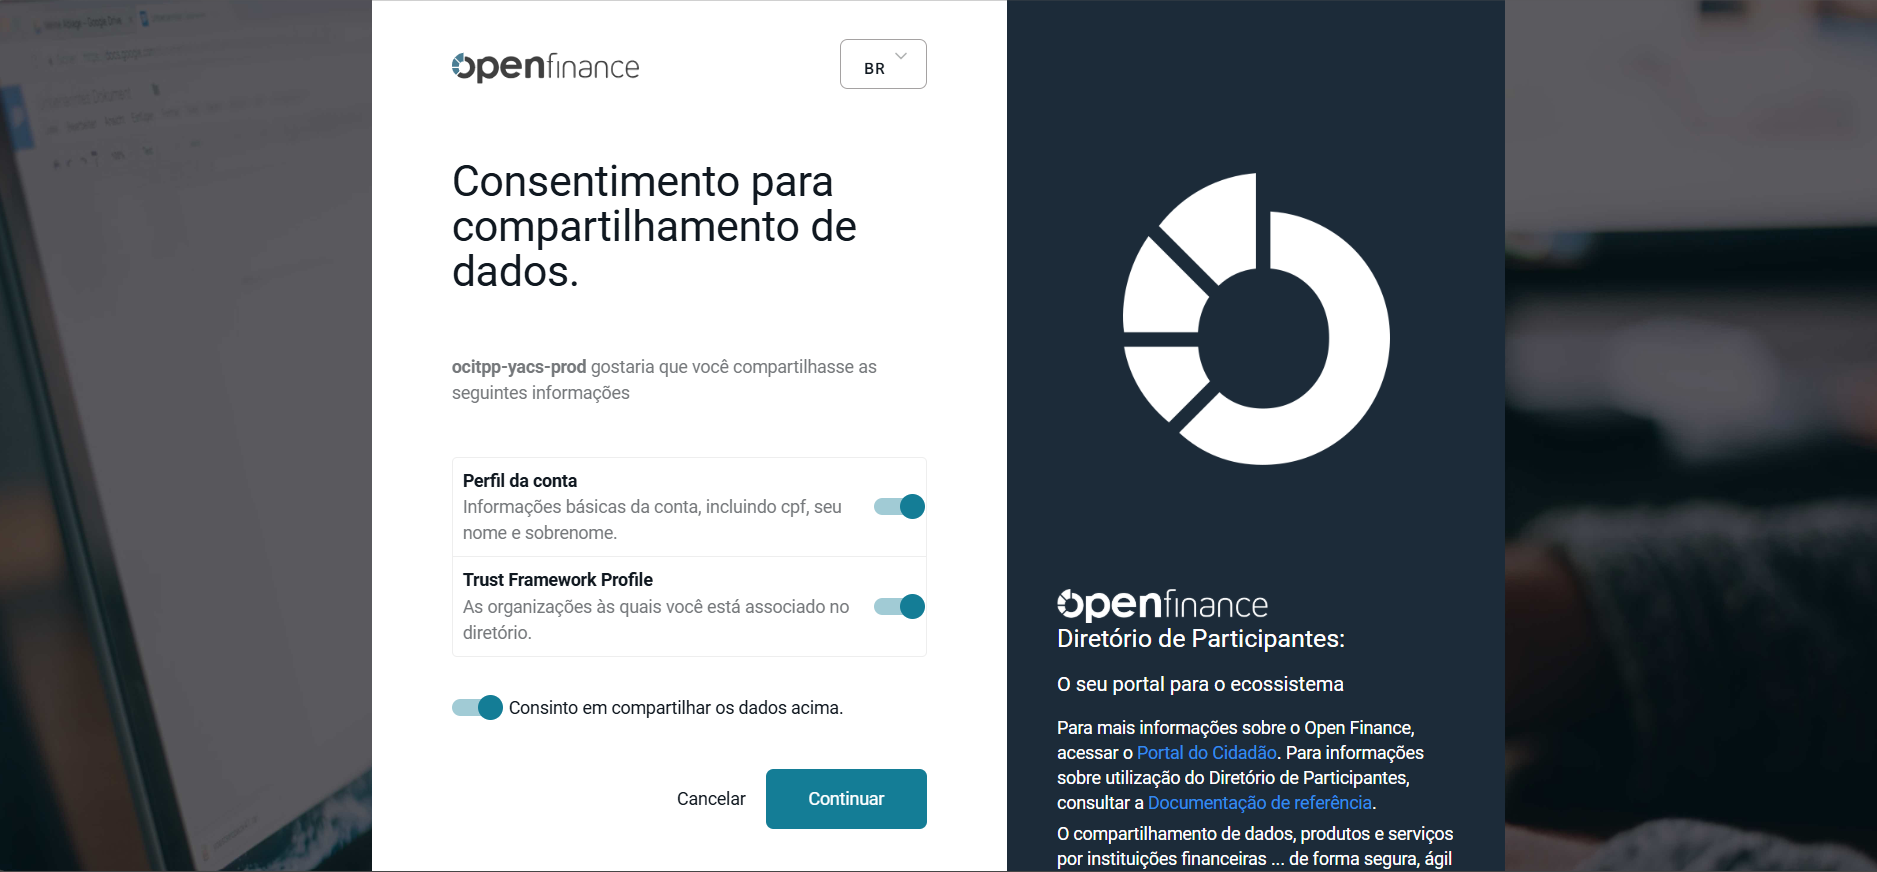 openfinance
BR
Consentimento para
compartilhamento de
dados.
ocitpp-yacs-prod gostaria que você compartilhasse as
seguintes informações
Perfil da conta
Informações básicas da conta, incluindo cpf, seu
nome e sobrenome.
Trust Framework Profile
As organizações às quais você está associado no
diretório.
Consinto em compartilhar os dados acima.
Cancelar
Continuar
openfinance
Diretório de Participantes:
O seu portal para o ecossistema
Para mais informações sobre o Open Finance,
acessar o Portal do Cidadão. Para informações
sobre utilização do Diretório de Participantes,
consultar a Documentação de referência.
O compartilhamento de dados, produtos e serviços
por instituições financeiras ... de forma segura, ágil